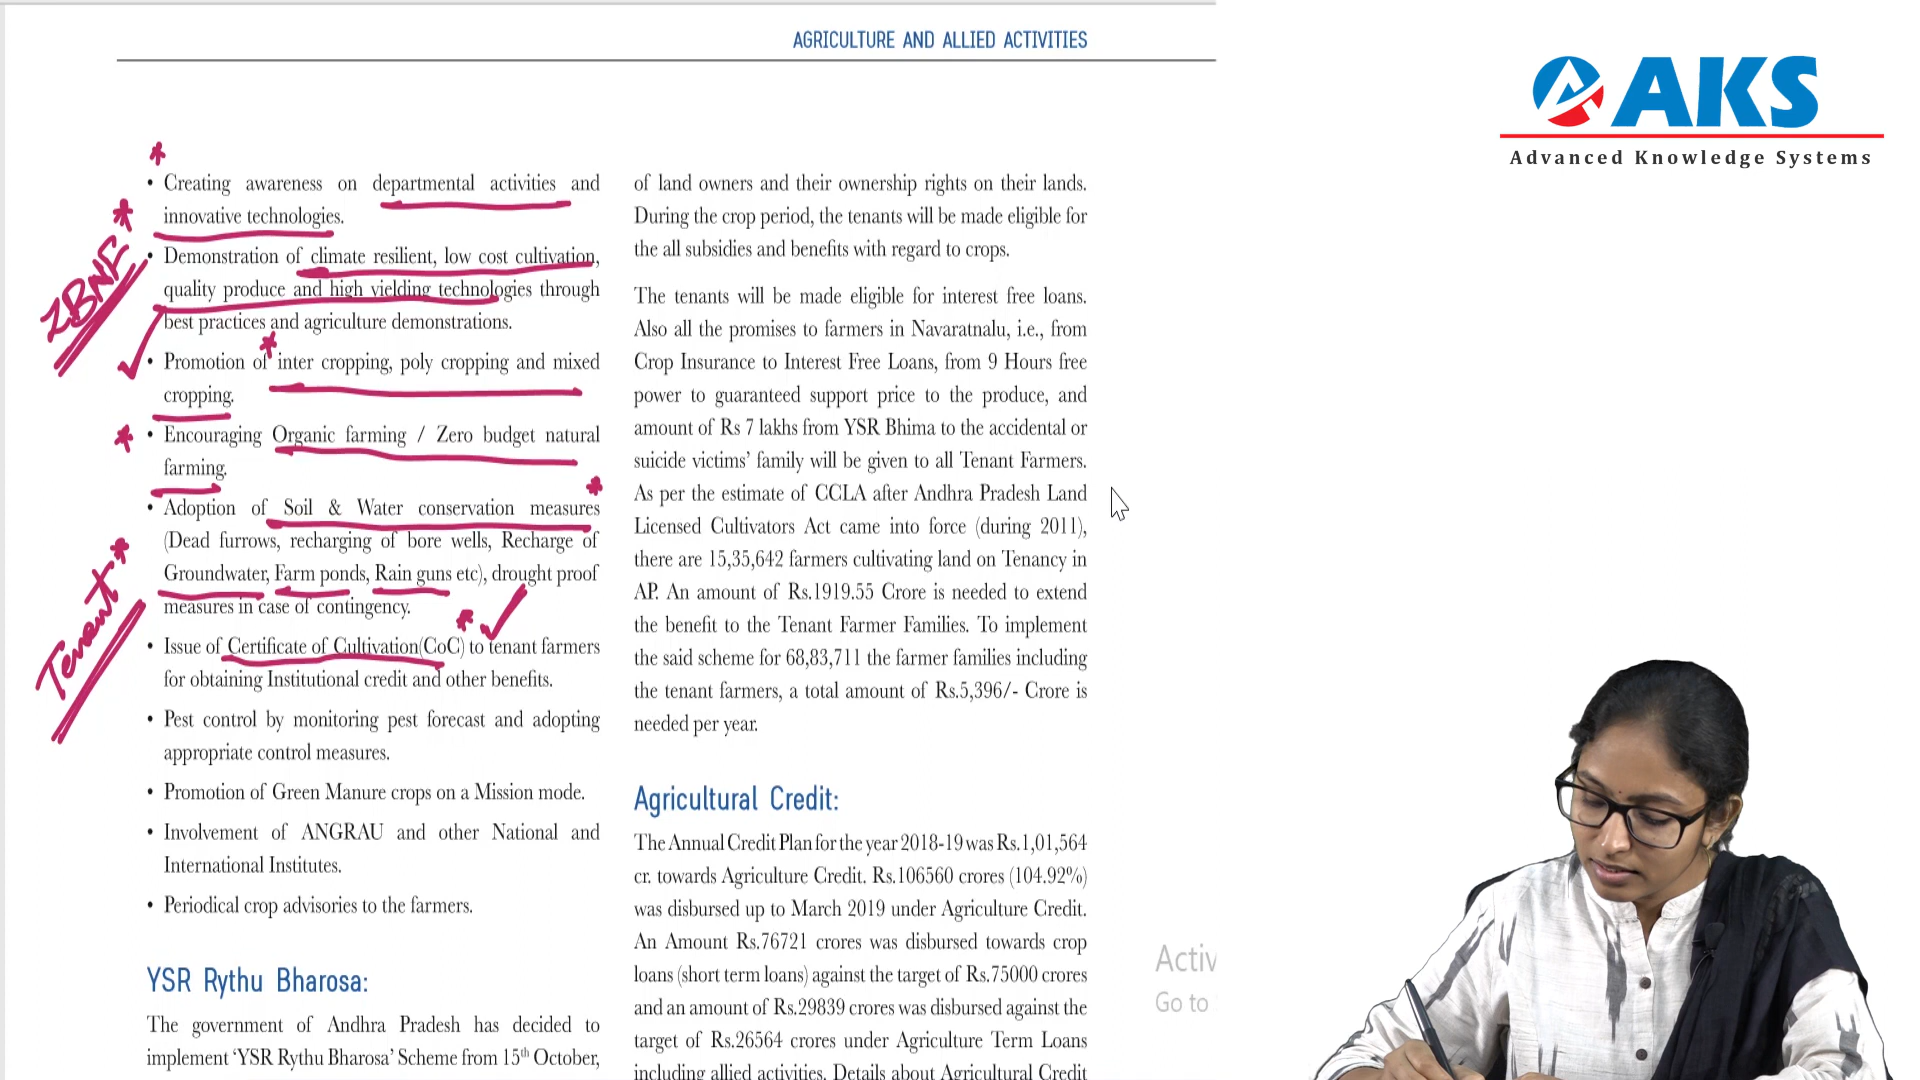 AGRICULTURE AND ALLIED ACTIVITIES
AKS
Advanced Knowledge Systems
• Creating awareness on departmental activities and
innovative technologies.
• Demonstration of climate resilient, low cost cultivation,
quality produce and high yielding technologies through
best practices and agriculture demonstrations.
• Promotion of inter cropping, poly cropping and mixed
cropping.
• Encouraging Organic farming / Zero budget natural
farming.
• Adoption of Soil & Water conservation measures
(Dead furrows, recharging of bore wells, Recharge of
Groundwater, Farm ponds, Rain guns etc), drought proof
measures in case of contingency.
• Issue of Certificate of Cultivation(CoC) to tenant farmers
for obtaining Institutional credit and other benefits.
• Pest control by monitoring pest forecast and adopting
appropriate control measures.
• Promotion of Green Manure crops on a Mission mode.
• Involvement of ANGRAU and other National and
International Institutes.
• Periodical crop advisories to the farmers.
YSR Rythu Bharosa:
The government of Andhra Pradesh has decided to
implement ‘YSR Rythu Bharosa’ Scheme from 15th October,
ZBNF
Tenant
of land owners and their ownership rights on their lands.
During the crop period, the tenants will be made eligible for
the all subsidies and benefits with regard to crops.
The tenants will be made eligible for interest free loans.
Also all the promises to farmers in Navaratnalu, i.e., from
Crop Insurance to Interest Free Loans, from 9 Hours free
power to guaranteed support price to the produce, and
amount of Rs 7 lakhs from YSR Bhima to the accidental or
suicide victims’ family will be given to all Tenant Farmers.
As per the estimate of CCLA after Andhra Pradesh Land
Licensed Cultivators Act came into force (during 2011),
there are 15,35,642 farmers cultivating land on Tenancy in
AP. An amount of Rs.1919.55 Crore is needed to extend
the benefit to the Tenant Farmer Families. To implement
the said scheme for 68,83,711 the farmer families including
the tenant farmers, a total amount of Rs.5,396/- Crore is
needed per year.
Agricultural Credit:
The Annual Credit Plan for the year 2018-19 was Rs.1,01,564
cr. towards Agriculture Credit. Rs.106560 crores (104.92%)
was disbursed up to March 2019 under Agriculture Credit.
An Amount Rs.76721 crores was disbursed towards crop
loans (short term loans) against the target of Rs.75000 crores
and an amount of Rs.29839 crores was disbursed against the
target of Rs.26564 crores under Agriculture Term Loans
including allied activities. Details about Agricultural Credit
Activ
Go to